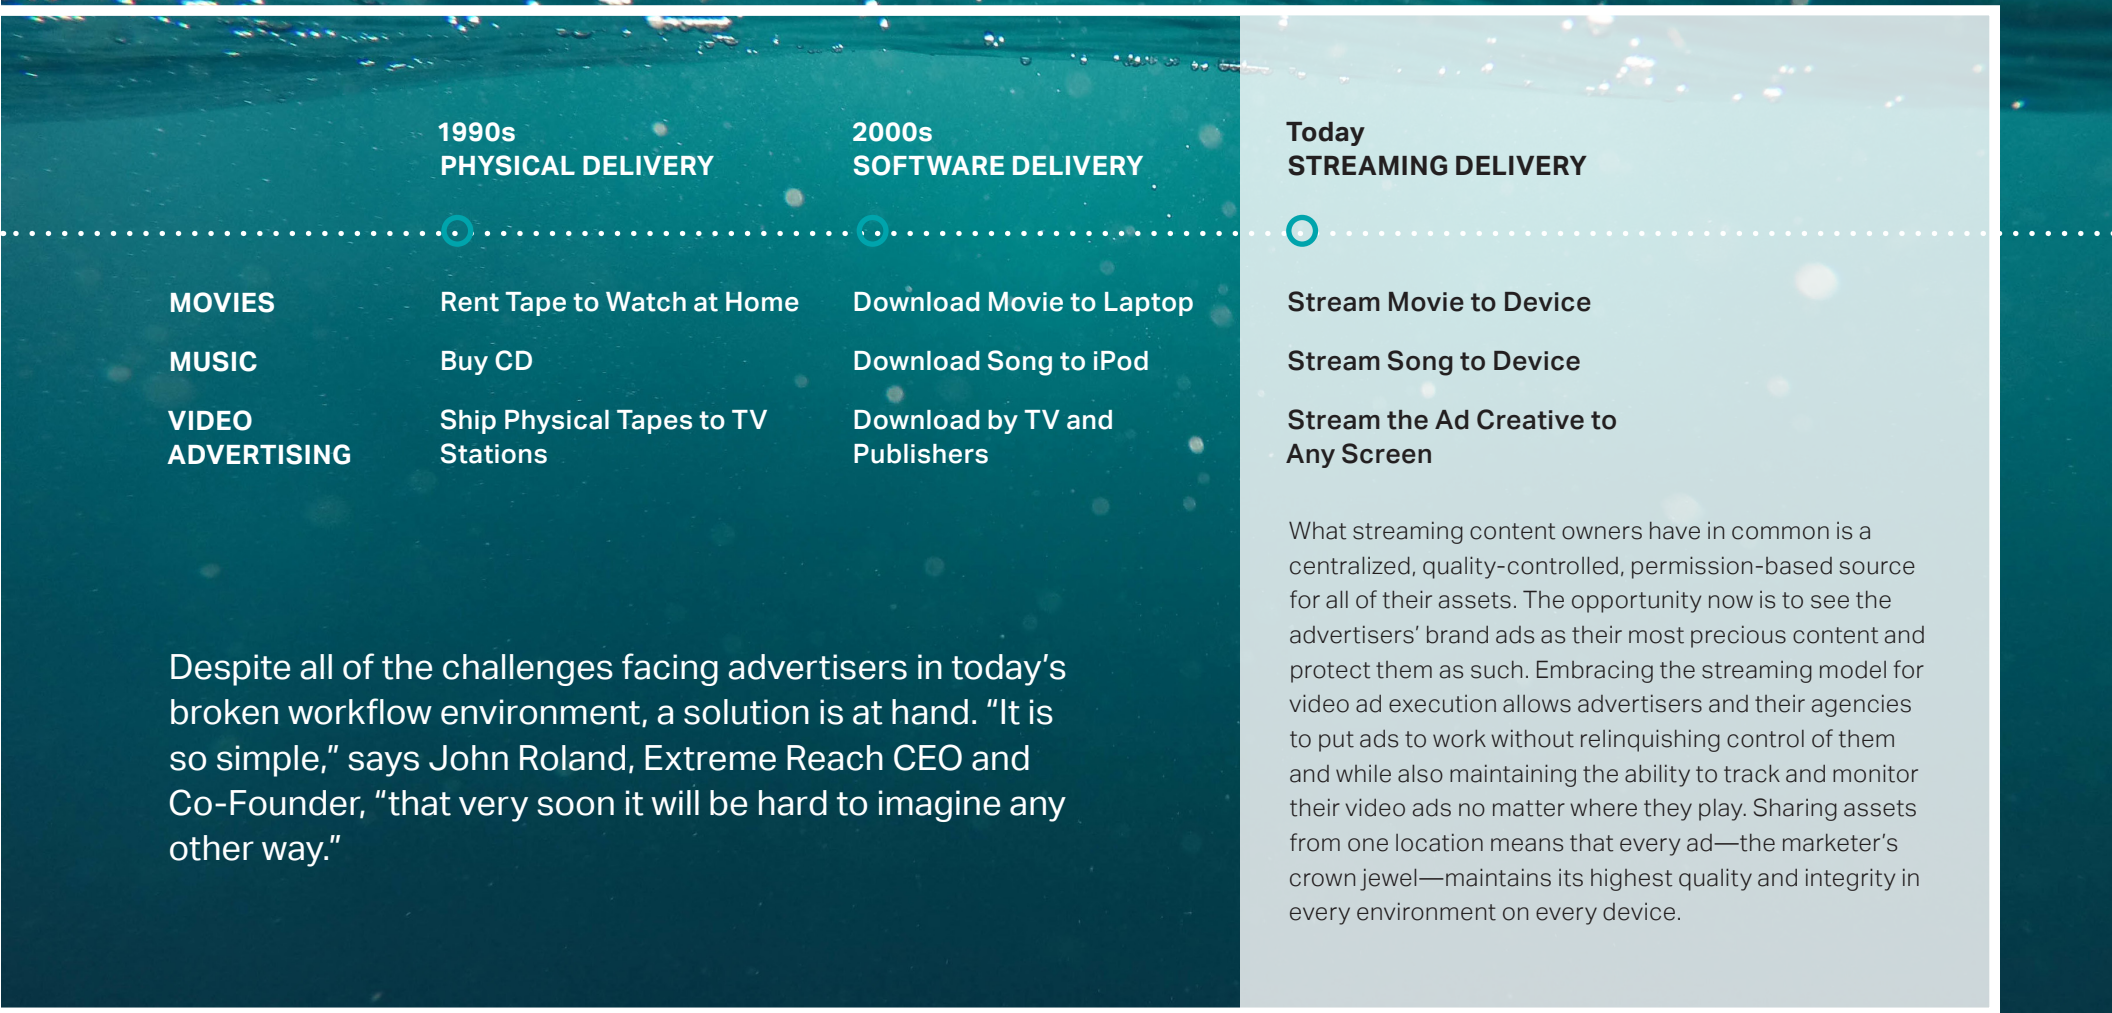 1990s
PHYSICAL DELIVERY
2000s
SOFTWARE DELIVERY
Today
STREAMING DELIVERY
MOVIES
Rent Tape to Watch at Home
Download Movie to Laptop
Stream Movie to Device
MUSIC
Buy CD
Download Song to iPod
Stream Song to Device
VIDEO
ADVERTISING
Ship Physical Tapes to TV
Stations
Download by TV and
Publishers
Stream the Ad Creative to
Any Screen
Despite all of the challenges facing advertisers in today’s
broken workflow environment, a solution is at hand. “It is
so simple,” says John Roland, Extreme Reach CEO and
Co-Founder, “that very soon it will be hard to imagine any
other way.”
What streaming content owners have in common is a
centralized, quality-controlled, permission-based source
for all of their assets. The opportunity now is to see the
advertisers’ brand ads as their most precious content and
protect them as such. Embracing the streaming model for
video ad execution allows advertisers and their agencies
to put ads to work without relinquishing control of them
and while also maintaining the ability to track and monitor
their video ads no matter where they play. Sharing assets
from one location means that every ad—the marketer’s
crown jewel—maintains its highest quality and integrity in
every environment on every device.